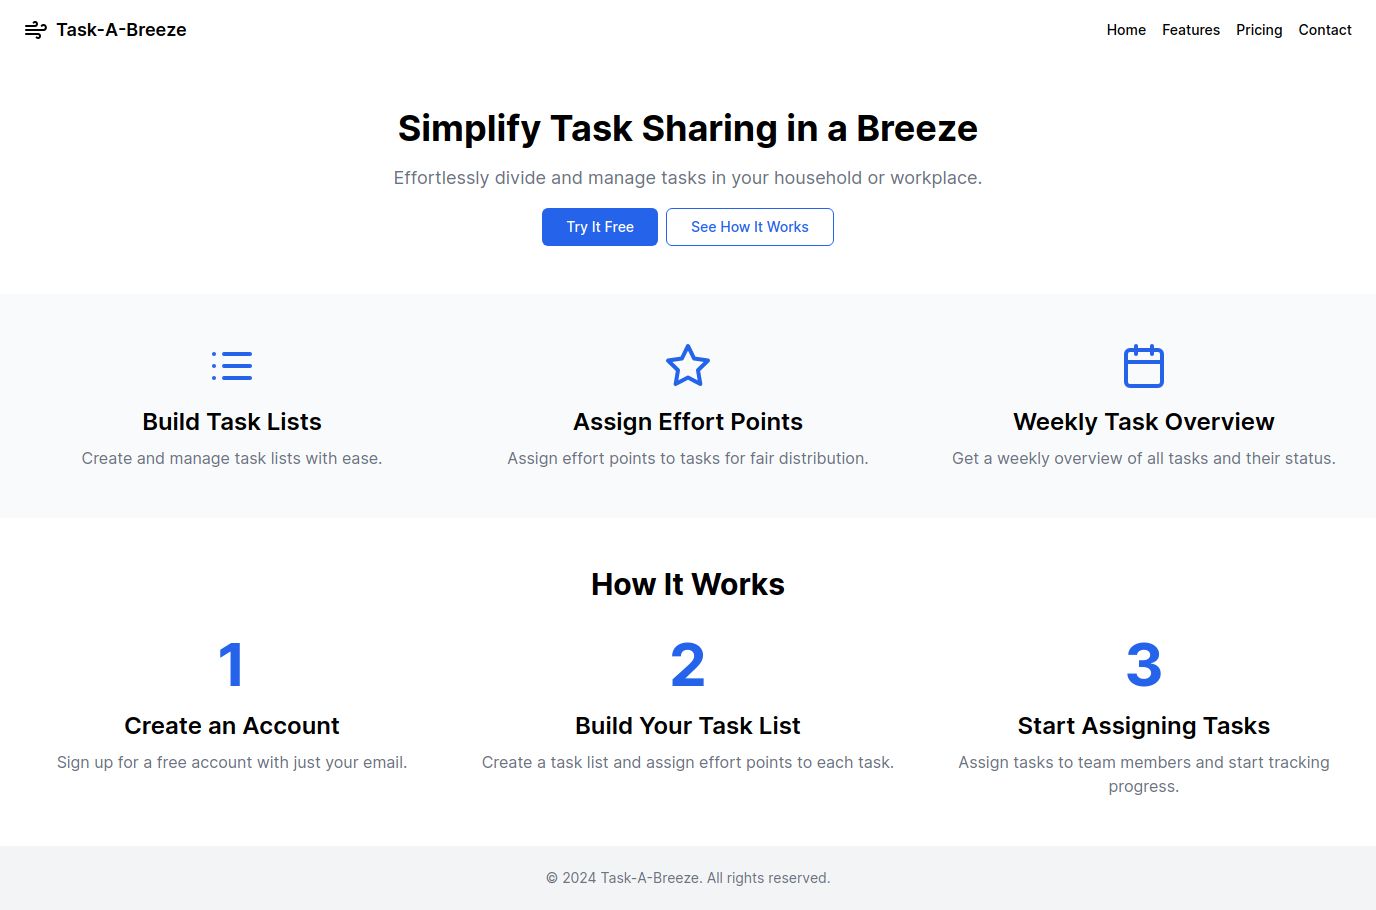 Task-A-Breeze
Home Features Pricing Contact
Simplify Task Sharing in a Breeze
Effortlessly divide and manage tasks in your household or workplace.
Try It Free
See How It Works
Build Task Lists
Create and manage task lists with ease.
Assign Effort Points
Assign effort points to tasks for fair distribution.
Weekly Task Overview
Get a weekly overview of all tasks and their status.
How It Works
1
Create an Account
Sign up for a free account with just your email.
2
Build Your Task List
Create a task list and assign effort points to each task.
3
Start Assigning Tasks
Assign tasks to team members and start tracking
progress.
© 2024 Task-A-Breeze. All rights reserved.